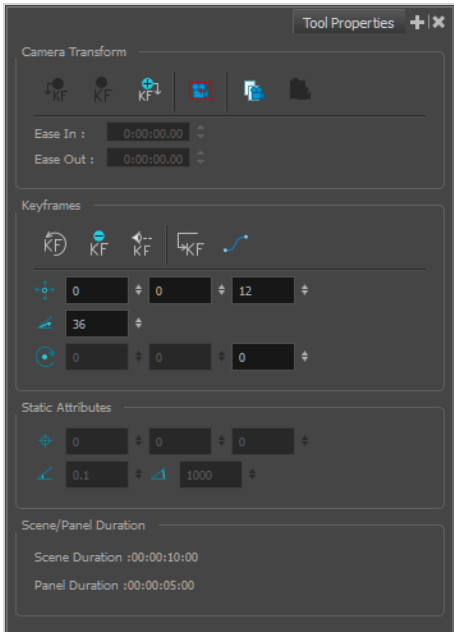 Tool Properties
Camera Transform
KF KF KF
Ease In : 0:00:00.00
Ease Out : 0:00:00.00
Keyframes
KF KF KF KF
0 0 12
36
0 0 0
Static Attributes
0 0 0
0.1 1000
Scene/Panel Duration
Scene Duration :00:00:10:00
Panel Duration :00:00:05:00